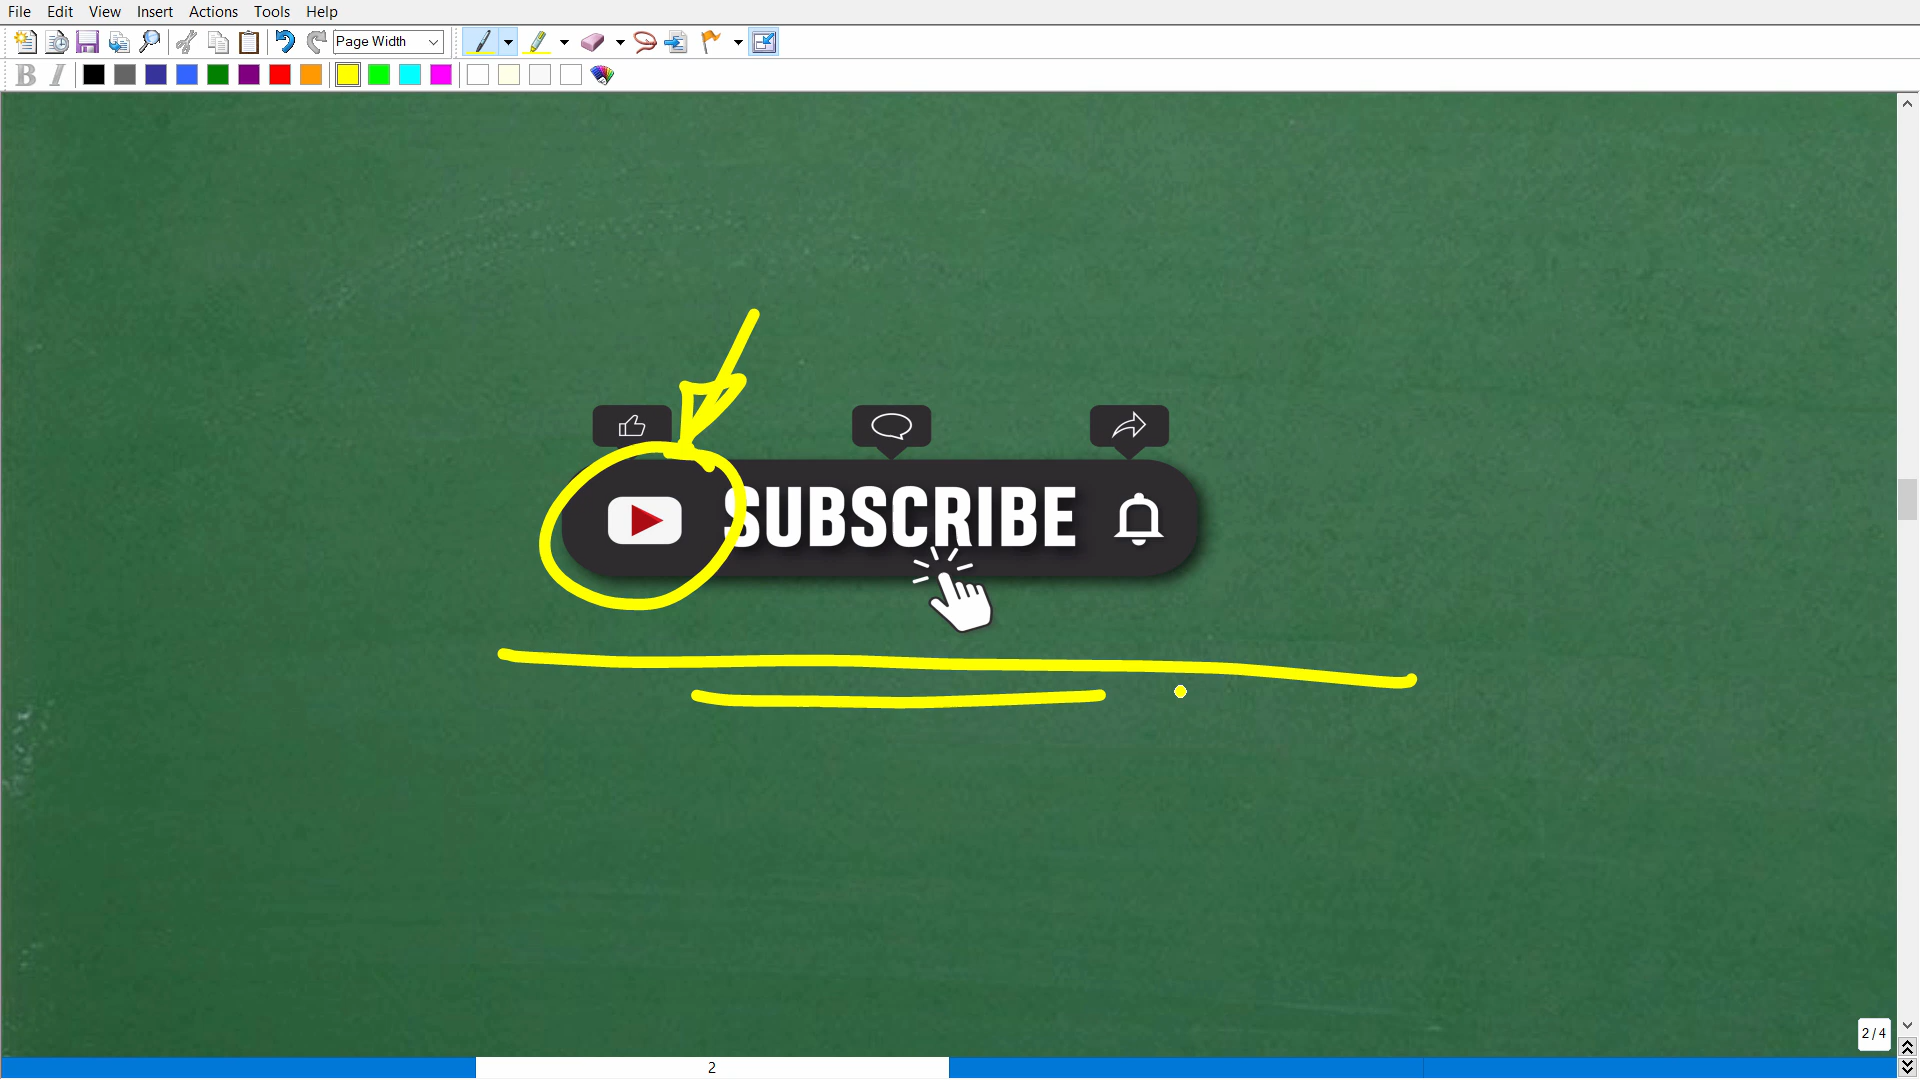 File Edit View Insert Actions Tools Help
Page Width
B I
SUBSCRIBE
2 / 4
2